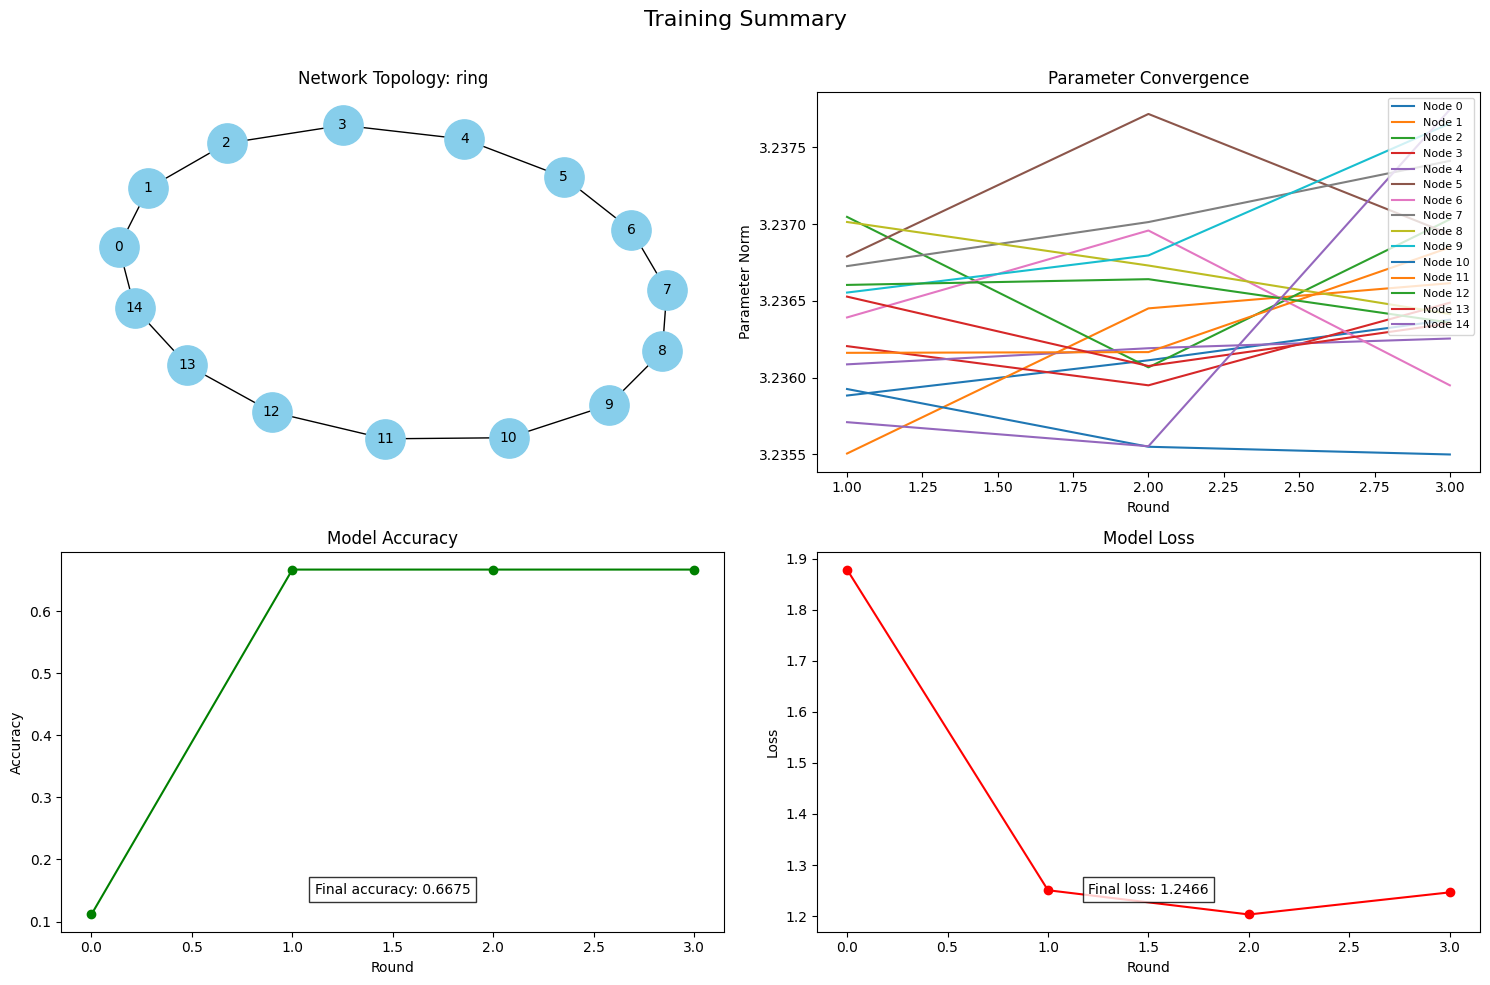 Training Summary
Network Topology: ring
3
2
4
5
1
6
0
7
14
8
13
9
12
11
10
Parameter Convergence
Parameter Norm
3.2375
3.2370
3.2365
3.2360
3.2355
Node 0
Node 1
Node 2
Node 3
Node 4
Node 5
Node 6
Node 7
Node 8
Node 9
Node 10
Node 11
Node 12
Node 13
Node 14
1.00 1.25 1.50 1.75 2.00 2.25 2.50 2.75 3.00
Round
Model Accuracy
Accuracy
0.6
0.5
0.4
0.3
0.2
0.1
Final accuracy: 0.6675
0.0 0.5 1.0 1.5 2.0 2.5 3.0
Round
Model Loss
Loss
1.9
1.8
1.7
1.6
1.5
1.4
1.3
1.2
Final loss: 1.2466
0.0 0.5 1.0 1.5 2.0 2.5 3.0
Round